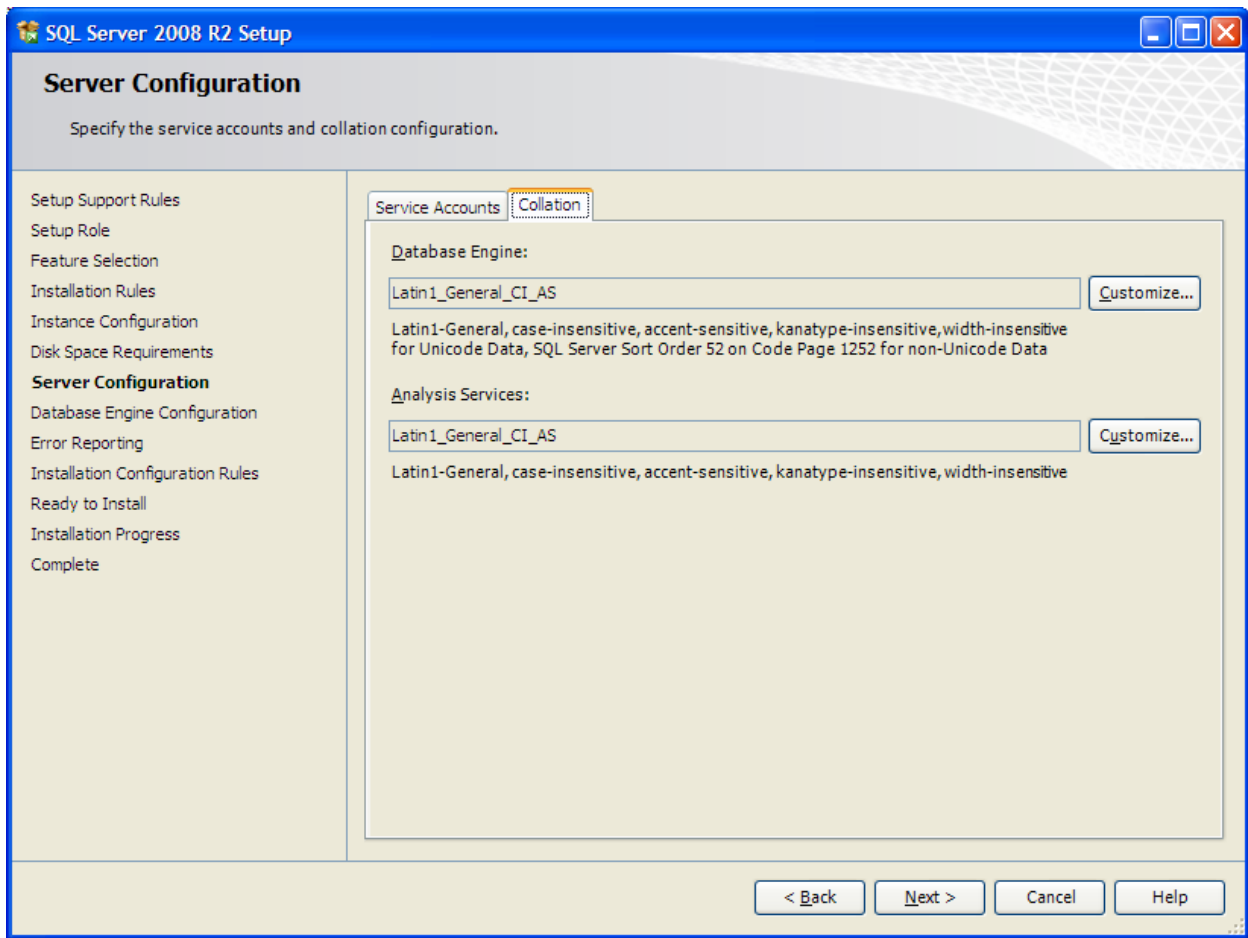 SQL Server 2008 R2 Setup
Server Configuration
Specify the service accounts and collation configuration.
Setup Support Rules
Setup Role
Feature Selection
Installation Rules
Instance Configuration
Disk Space Requirements
Server Configuration
Database Engine Configuration
Error Reporting
Installation Configuration Rules
Ready to Install
Installation Progress
Complete
Service Accounts
Collation
Database Engine:
Latin1_General_CI_AS
Customize...
Latin1-General, case-insensitive, accent-sensitive, kanatype-insensitive, width-insensitive
for Unicode Data, SQL Server Sort Order 52 on Code Page 1252 for non-Unicode Data
Analysis Services:
Latin1_General_CI_AS
Customize...
Latin1-General, case-insensitive, accent-sensitive, kanatype-insensitive, width-insensitive
< Back
Next >
Cancel
Help